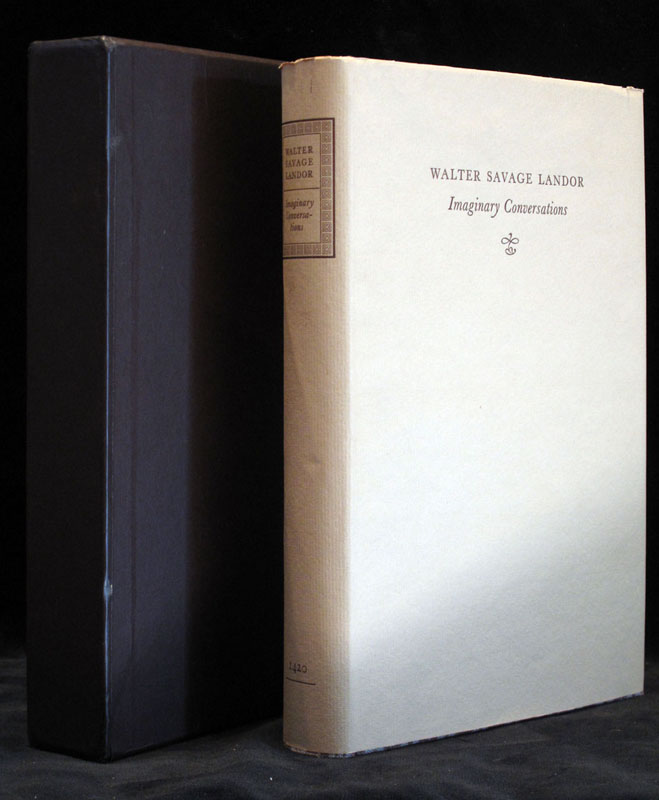 WALTER
SAVAGE
LANDOR
Imaginary
Conversa-
tions
1420
WALTER SAVAGE LANDOR
Imaginary Conversations